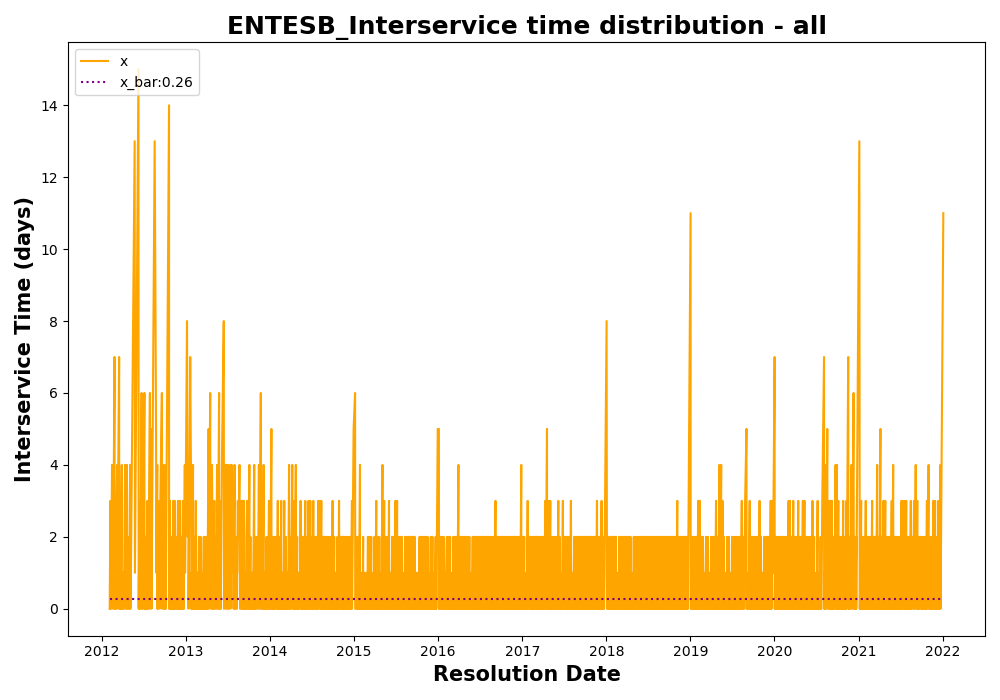 ENTESB_Interservice time distribution - all
x
x_bar:0.26
Interservice Time (days)
14
12
10
8
6
4
2
0
2012 2013 2014 2015 2016 2017 2018 2019 2020 2021 2022
Resolution Date